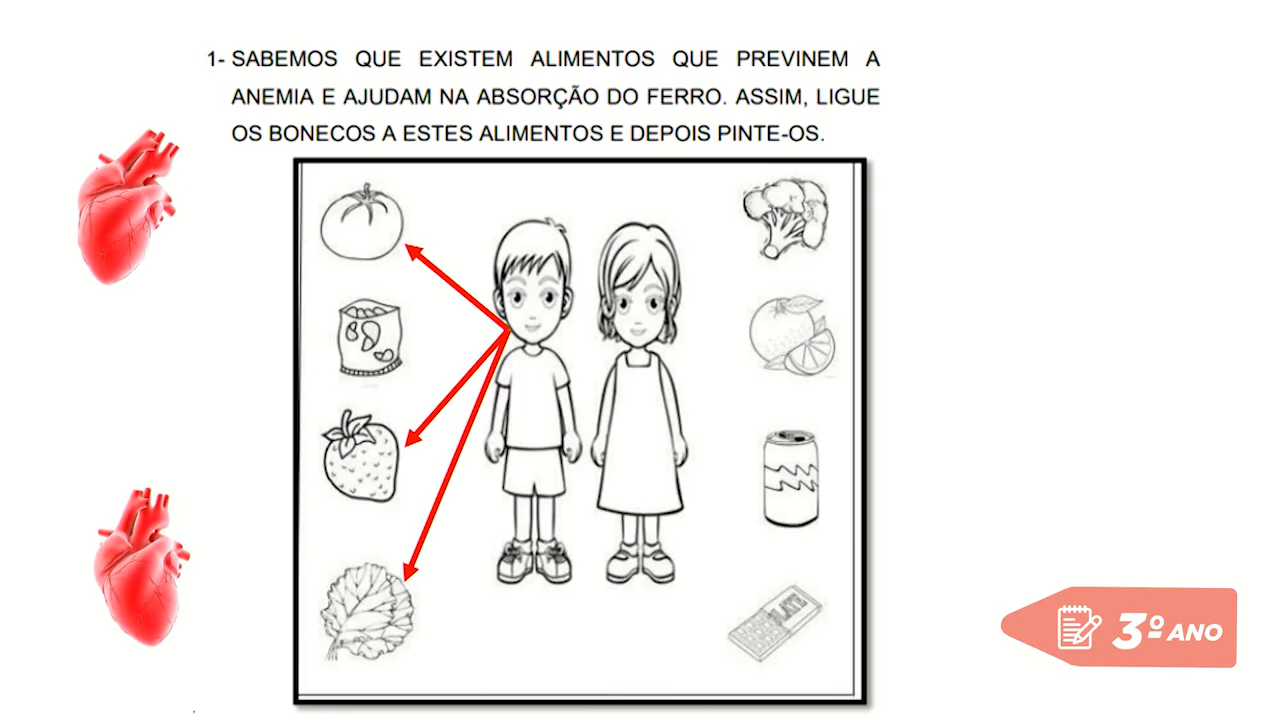 1- SABEMOS QUE EXISTEM ALIMENTOS QUE PREVINEM A
ANEMIA E AJUDAM NA ABSORÇÃO DO FERRO. ASSIM, LIGUE
OS BONECOS A ESTES ALIMENTOS E DEPOIS PINTE-OS.
3º ANO